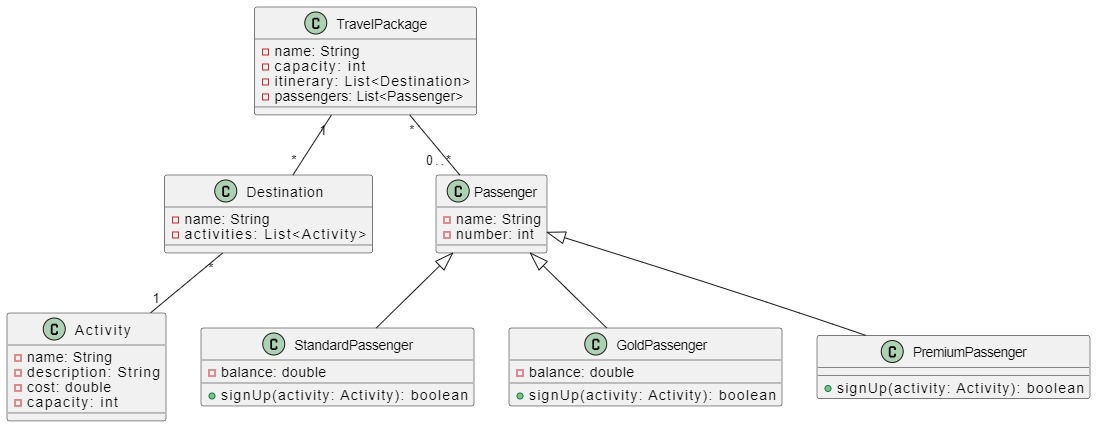 C TravelPackage
name: String
capacity: int
itinerary: List<Destination>
passengers: List<Passenger>
1
*
*
0..*
C Destination
name: String
activities: List<Activity>
C Passenger
name: String
number: int
*
1
C Activity
name: String
description: String
cost: double
capacity: int
C StandardPassenger
balance: double
signUp(activity: Activity): boolean
C GoldPassenger
balance: double
signUp(activity: Activity): boolean
C PremiumPassenger
signUp(activity: Activity): boolean